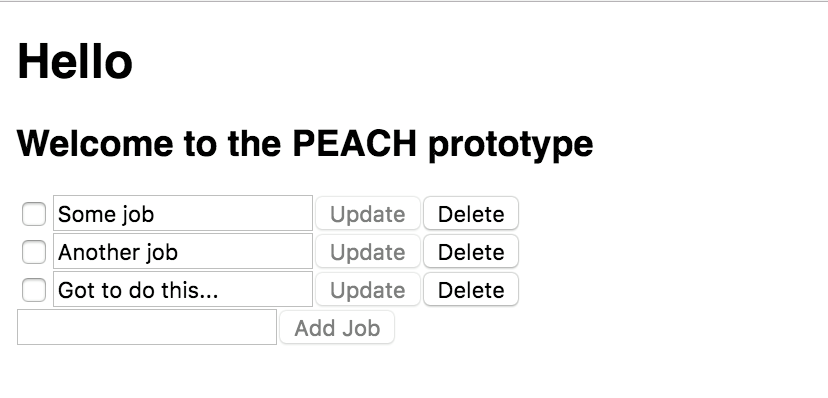 Hello
Welcome to the PEACH prototype
Some job Update Delete
Another job Update Delete
Got to do this... Update Delete
Add Job